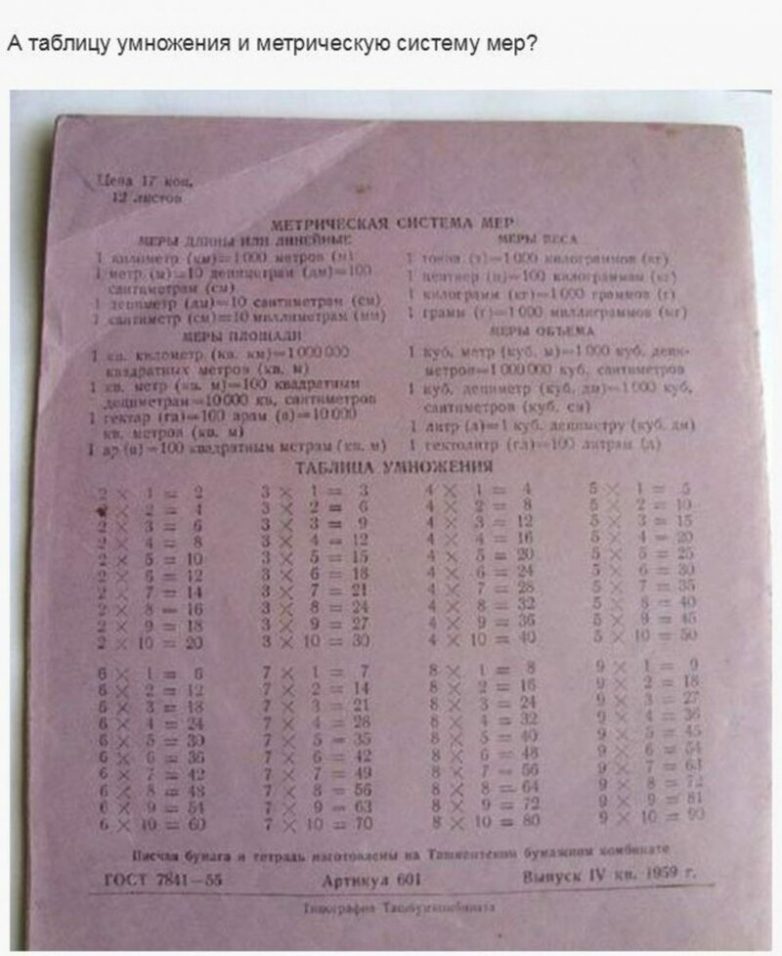 А таблицу умножения и метрическую систему мер?
Цена 17 коп.
12 листов
МЕТРИЧЕСКАЯ СИСТЕМА МЕР
МЕРЫ ДЛИНЫ ИЛИ ЛИНЕЙНЫЕ
1 километр (км)=1000 метров (м)
1 метр (м)=10 дециметрам (дм)=100
сантиметрам (см)
1 дециметр (дм)=10 сантиметрам (см)
1 сантиметр (см)=10 миллиметрам (мм)
МЕРЫ ПЛОЩАДИ
1 кв. километр (кв. км)=1000000
квадратных метров (кв. м)
1 кв. метр (кв. м)=100 квадратным
дециметрам=10000 кв. сантиметров
1 гектар (га)=100 арам (а)=10000
кв. метров (кв. м)
1 ар (а)=100 квадратным метрам (кв. м)
МЕРЫ ВЕСА
1 тонна (т)=1000 килограммов (кг)
1 центнер (ц)=100 килограммам (кг)
1 килограмм (кг)=1000 граммов (г)
1 грамм (г)=1000 миллиграммов (мг)
МЕРЫ ОБЪЕМА
1 куб. метр (куб. м)=1000 куб. деци-
метров=1000000 куб. сантиметров
1 куб. дециметр (куб. дм)=1000 куб.
сантиметров (куб. см)
1 литр (л)=1 куб. дециметру (куб. дм)
1 гектолитр (гл)=100 литрам (л)
ТАБЛИЦА УМНОЖЕНИЯ
2 × 1 = 2 3 × 1 = 3 4 × 1 = 4 5 × 1 = 5
2 × 2 = 4 3 × 2 = 6 4 × 2 = 8 5 × 2 = 10
2 × 3 = 6 3 × 3 = 9 4 × 3 = 12 5 × 3 = 15
2 × 4 = 8 3 × 4 = 12 4 × 4 = 16 5 × 4 = 20
2 × 5 = 10 3 × 5 = 15 4 × 5 = 20 5 × 5 = 25
2 × 6 = 12 3 × 6 = 18 4 × 6 = 24 5 × 6 = 30
2 × 7 = 14 3 × 7 = 21 4 × 7 = 28 5 × 7 = 35
2 × 8 = 16 3 × 8 = 24 4 × 8 = 32 5 × 8 = 40
2 × 9 = 18 3 × 9 = 27 4 × 9 = 36 5 × 9 = 45
2 × 10 = 20 3 × 10 = 30 4 × 10 = 40 5 × 10 = 50
6 × 1 = 6 7 × 1 = 7 8 × 1 = 8 9 × 1 = 9
6 × 2 = 12 7 × 2 = 14 8 × 2 = 16 9 × 2 = 18
6 × 3 = 18 7 × 3 = 21 8 × 3 = 24 9 × 3 = 27
6 × 4 = 24 7 × 4 = 28 8 × 4 = 32 9 × 4 = 36
6 × 5 = 30 7 × 5 = 35 8 × 5 = 40 9 × 5 = 45
6 × 6 = 36 7 × 6 = 42 8 × 6 = 48 9 × 6 = 54
6 × 7 = 42 7 × 7 = 49 8 × 7 = 56 9 × 7 = 63
6 × 8 = 48 7 × 8 = 56 8 × 8 = 64 9 × 8 = 72
6 × 9 = 54 7 × 9 = 63 8 × 9 = 72 9 × 9 = 81
6 × 10 = 60 7 × 10 = 70 8 × 10 = 80 9 × 10 = 90
Писчая бумага и тетрадь изготовлены на Ташкентском бумажном комбинате
ГОСТ 7841—55 Артикул 601 Выпуск IV кв. 1959 г.
Типография Ташбумкомбината